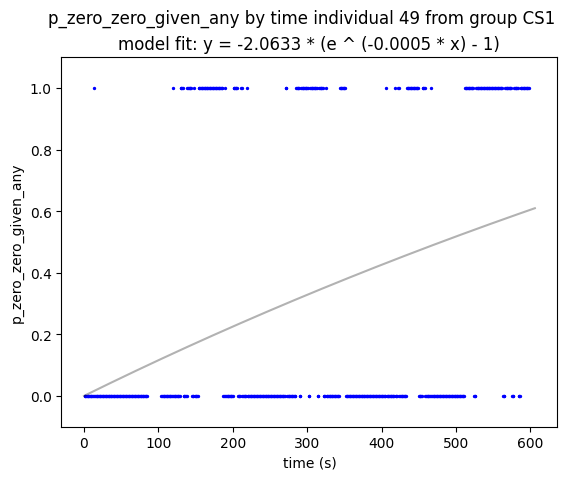 p_zero_zero_given_any by time individual 49 from group CS1
model fit: y = -2.0633 * (e ^ (-0.0005 * x) - 1)
1.0
0.8
0.6
0.4
0.2
0.0
p_zero_zero_given_any
0 100 200 300 400 500 600
time (s)